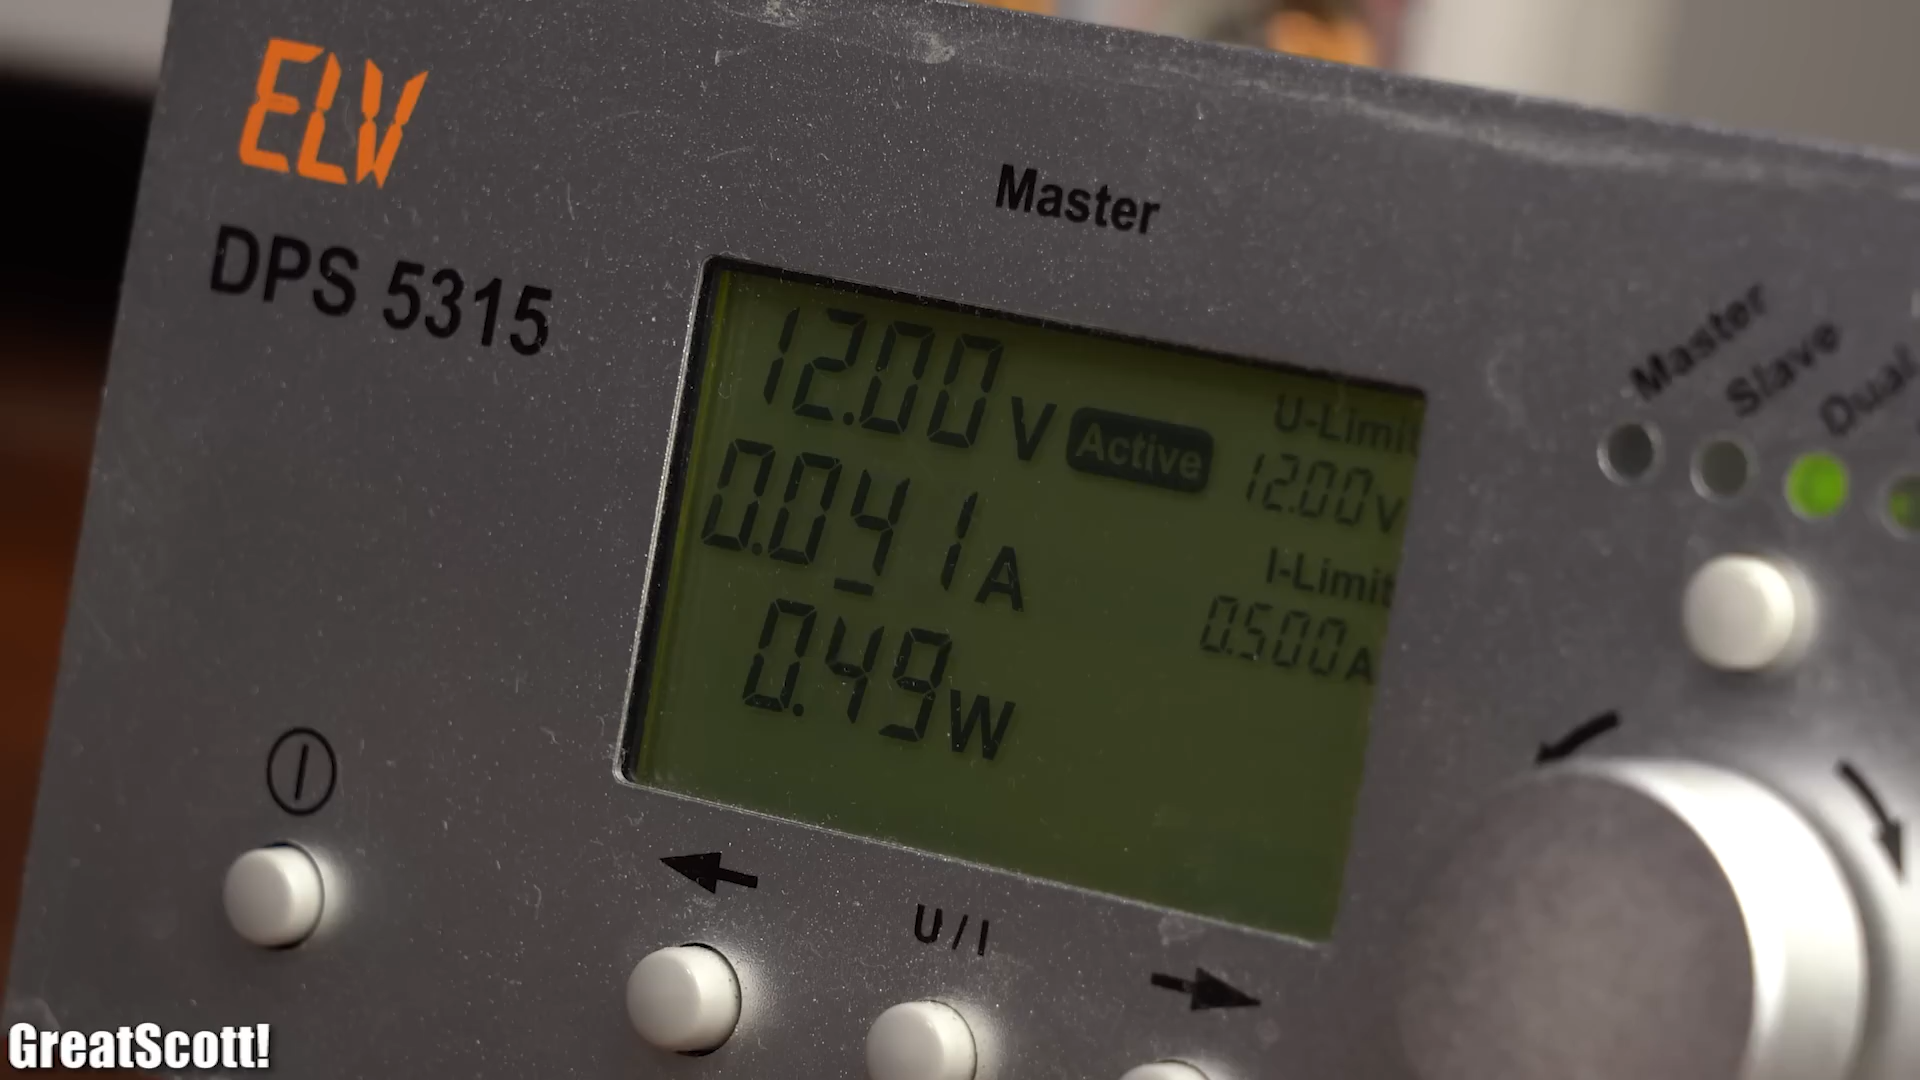 ELV
DPS 5315
Master
12.00 V
Active
0.041 A
0.49 W
U-Limit
12.00 V
I-Limit
0.500 A
Master
Slave
Dual
U / I
GreatScott!